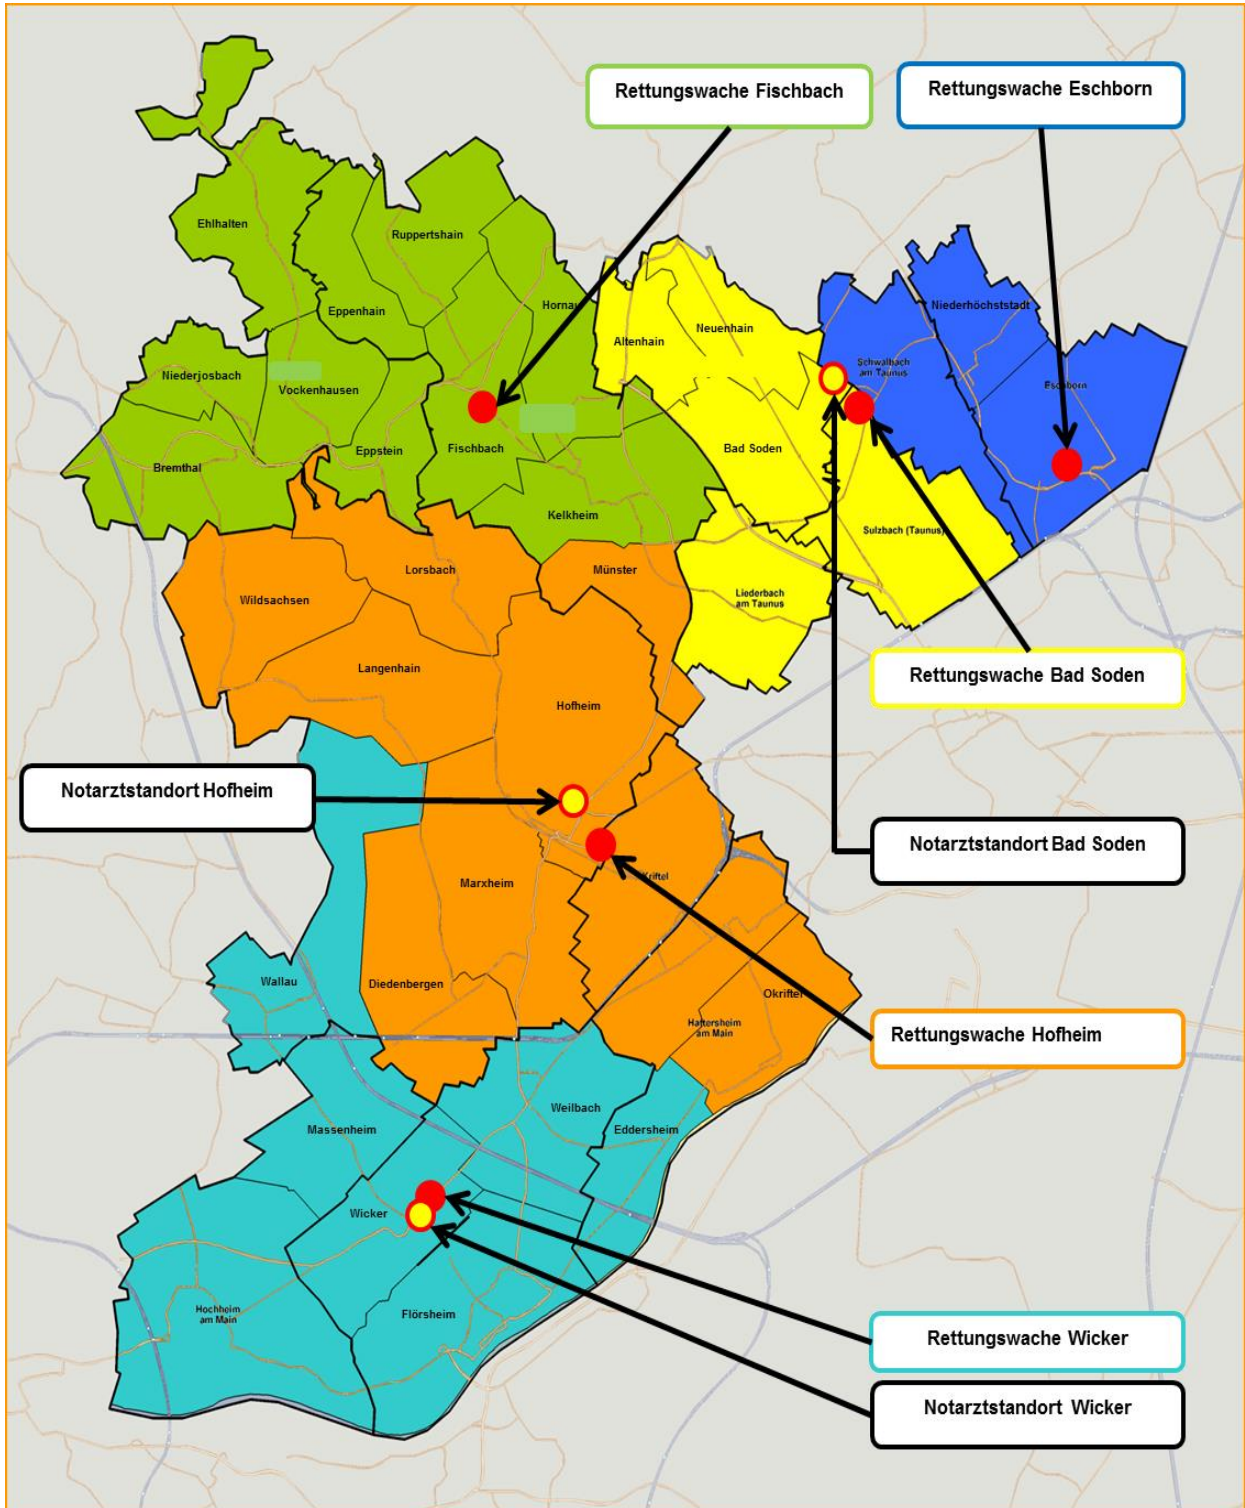 Rettungswache Fischbach
Rettungswache Eschborn
Ehlhalten
Ruppertshain
Eppenhain
Hornau
Niederhöchststadt
Altenhain
Neuenhain
Schwalbach
am Taunus
Eschborn
Niederjosbach
Vockenhausen
Bremthal
Eppstein
Fischbach
Bad Soden
Kelkheim
Sulzbach (Taunus)
Lorsbach
Münster
Wildsachsen
Liederbach
am Taunus
Langenhain
Rettungswache Bad Soden
Hofheim
Notarztstandort Hofheim
Notarztstandort Bad Soden
Marxheim
Kriftel
Wallau
Diedenbergen
Okriftel
Hattersheim
am Main
Rettungswache Hofheim
Weilbach
Massenheim
Eddersheim
Wicker
Hochheim
am Main
Flörsheim
Rettungswache Wicker
Notarztstandort Wicker